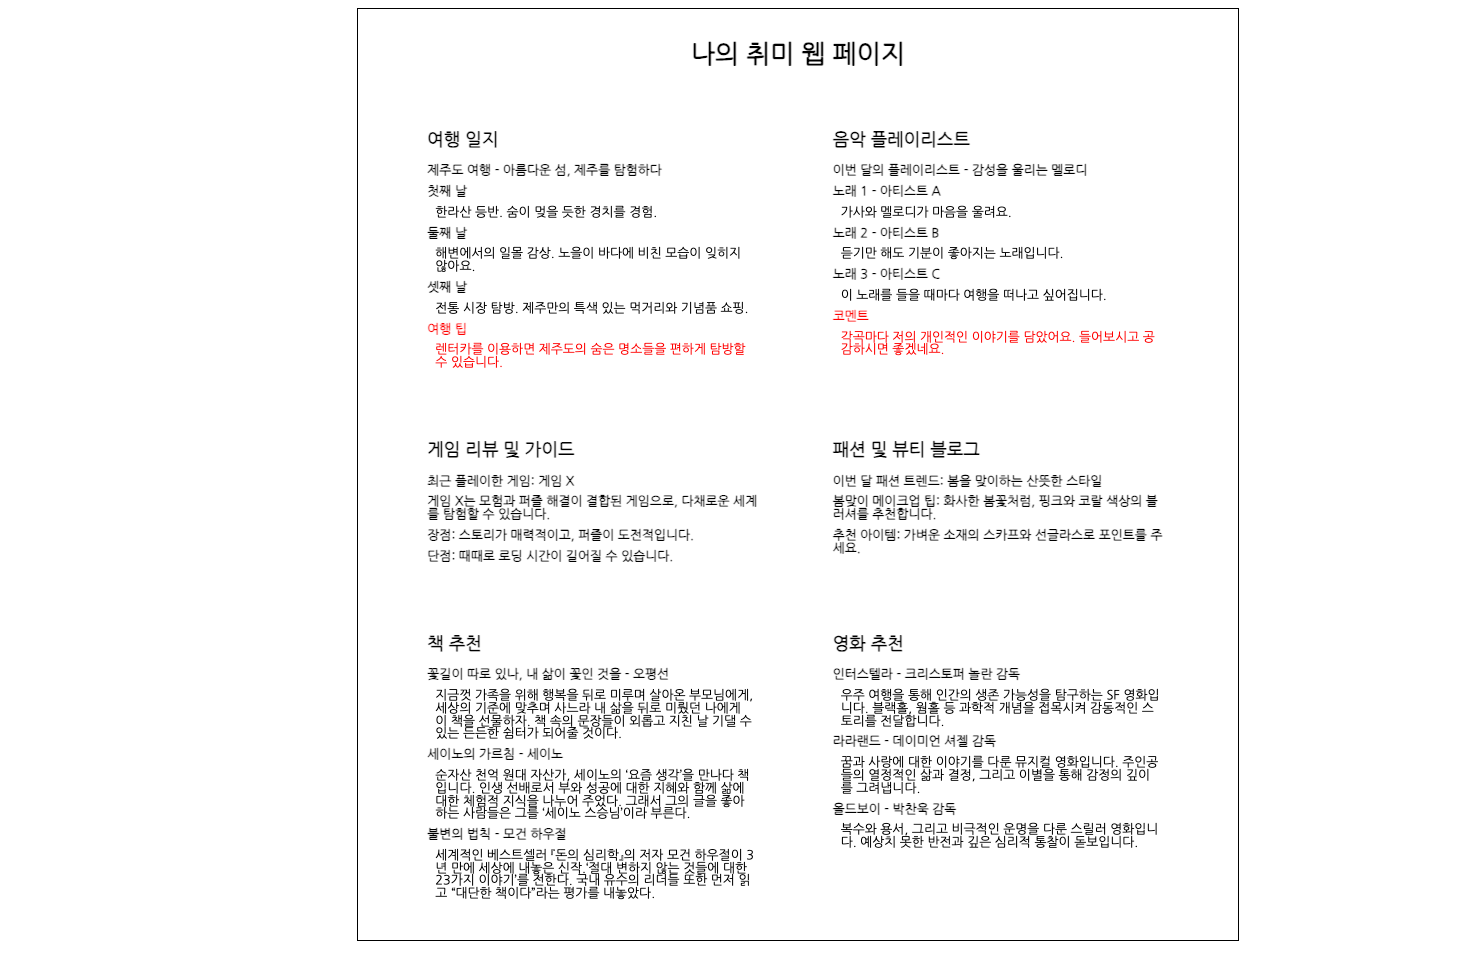 나의 취미 웹 페이지
여행 일지
제주도 여행 - 아름다운 섬, 제주를 탐험하다
첫째 날
한라산 등반. 숨이 멎을 듯한 경치를 경험.
둘째 날
해변에서의 일몰 감상. 노을이 바다에 비친 모습이 잊히지
않아요.
셋째 날
전통 시장 탐방. 제주만의 특색 있는 먹거리와 기념품 쇼핑.
여행 팁
렌터카를 이용하면 제주도의 숨은 명소들을 편하게 탐방할
수 있습니다.
음악 플레이리스트
이번 달의 플레이리스트 - 감성을 울리는 멜로디
노래 1 - 아티스트 A
가사와 멜로디가 마음을 울려요.
노래 2 - 아티스트 B
듣기만 해도 기분이 좋아지는 노래입니다.
노래 3 - 아티스트 C
이 노래를 들을 때마다 여행을 떠나고 싶어집니다.
코멘트
각곡마다 저의 개인적인 이야기를 담았어요. 들어보시고 공
감하시면 좋겠네요.
게임 리뷰 및 가이드
최근 플레이한 게임: 게임 X
게임 X는 모험과 퍼즐 해결이 결합된 게임으로, 다채로운 세계
를 탐험할 수 있습니다.
장점: 스토리가 매력적이고, 퍼즐이 도전적입니다.
단점: 때때로 로딩 시간이 길어질 수 있습니다.
패션 및 뷰티 블로그
이번 달 패션 트렌드: 봄을 맞이하는 산뜻한 스타일
봄맞이 메이크업 팁: 화사한 봄꽃처럼, 핑크와 코랄 색상의 블
러셔를 추천합니다.
추천 아이템: 가벼운 소재의 스카프와 선글라스로 포인트를 주
세요.
책 추천
꽃길이 따로 있나, 내 삶이 꽃인 것을 - 오평선
지금껏 가족을 위해 행복을 뒤로 미루며 살아온 부모님에게,
세상의 기준에 맞추며 사느라 내 삶을 뒤로 미뤘던 나에게
이 책을 선물하자. 책 속의 문장들이 외롭고 지친 날 기댈 수
있는 든든한 쉼터가 되어줄 것이다.
세이노의 가르침 - 세이노
순자산 천억 원대 자산가, 세이노의 ‘요즘 생각’을 만나다 책
입니다. 인생 선배로서 부와 성공에 대한 지혜와 함께 삶에
대한 체험적 지식을 나누어 주었다. 그래서 그의 글을 좋아
하는 사람들은 그를 ‘세이노 스승님’이라 부른다.
불변의 법칙 - 모건 하우절
세계적인 베스트셀러 『돈의 심리학』의 저자 모건 하우절이 3
년 만에 세상에 내놓은 신작.‘절대 변하지 않는 것들에 대한
23가지 이야기’를 전한다. 국내 유수의 리더들 또한 먼저 읽
고 “대단한 책이다”라는 평가를 내놓았다.
영화 추천
인터스텔라 - 크리스토퍼 놀란 감독
우주 여행을 통해 인간의 생존 가능성을 탐구하는 SF 영화입
니다. 블랙홀, 웜홀 등 과학적 개념을 접목시켜 감동적인 스
토리를 전달합니다.
라라랜드 - 데이미언 셔젤 감독
꿈과 사랑에 대한 이야기를 다룬 뮤지컬 영화입니다. 주인공
들의 열정적인 삶과 결정, 그리고 이별을 통해 감정의 깊이
를 그려냅니다.
올드보이 - 박찬욱 감독
복수와 용서, 그리고 비극적인 운명을 다룬 스릴러 영화입니
다. 예상치 못한 반전과 깊은 심리적 통찰이 돋보입니다.